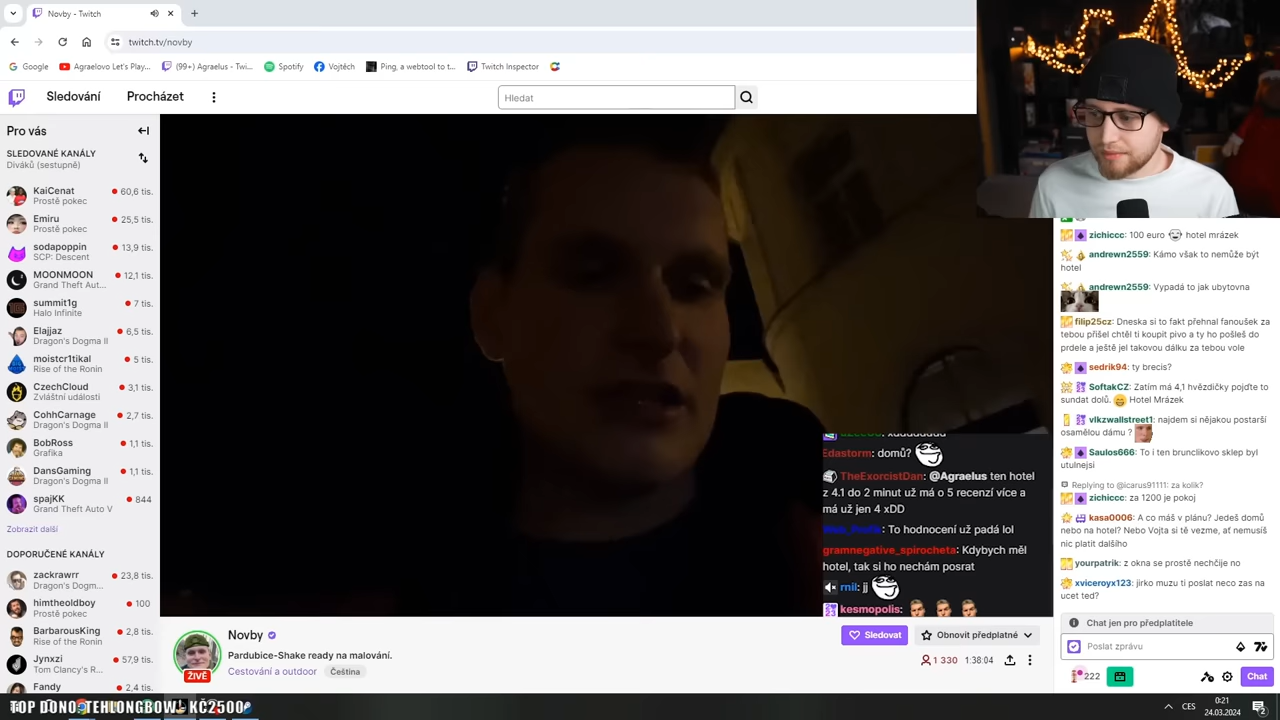 Novby - Twitch
twitch.tv/novby
Google
Agraelovo Let's Play...
(99+) Agraelus - Twi...
Spotify
Vojtěch
Ping, a webtool to t...
Twitch Inspector
Sledování
Procházet
Hledat
Pro vás
SLEDOVANÉ KANÁLY
Diváků (sestupně)
KaiCenat
60,6 tis.
Prostě pokec
Emiru
25,5 tis.
Prostě pokec
sodapoppin
13,9 tis.
SCP: Descent
MOONMOON
12,1 tis.
Grand Theft Aut...
summit1g
7 tis.
Halo Infinite
Elajjaz
6,5 tis.
Dragon's Dogma II
moistcr1tikal
5 tis.
Rise of the Ronin
CzechCloud
3,1 tis.
Zvláštní události
CohhCarnage
2,7 tis.
Dragon's Dogma II
BobRoss
1,1 tis.
Grafika
DansGaming
1,1 tis.
Dragon's Dogma II
spajKK
844
Grand Theft Auto V
Zobrazit další
DOPORUČENÉ KANÁLY
zackrawrr
23,8 tis.
Dragon's Dogm...
himtheoldboy
100
Prostě pokec
BarbarousKing
2,8 tis.
Rise of the Ronin
Jynxzi
57,9 tis.
Tom Clancy's R...
Fandy
2,4 tis.
Edastorm: domů?
TheExorcistDan: @Agraelus ten hotel
z 4.1 do 2 minut už má o 5 recenzí více a
má už jen 4 xDD
: To hodnocení už padá lol
gramnegative_spirocheta: Kdybych měl
hotel, tak si ho nechám posrat
rnil: jj
kesmopolis:
Novby
Pardubice-Shake ready na malování.
Cestování a outdoor
Čeština
ŽIVĚ
Sledovat
Obnovit předplatné
1 330
1:38:04
zichiccc: 100 euro hotel mrázek
andrewn2559: Kámo však to nemůže být
hotel
andrewn2559: Vypadá to jak ubytovna
filip25cz: Dneska si to fakt přehnal fanoušek za
tebou přišel chtěl ti koupit pivo a ty ho pošleš do
prdele a ještě jel takovou dálku za tebou vole
sedrik94: ty brecis?
SoftakCZ: Zatím má 4,1 hvězdičky pojďte to
sundat dolů. Hotel Mrázek
vlkzwallstreet1: najdem si nějakou postarší
osamělou dámu ?
Saulos666: To i ten brunclikovo sklep byl
utulnejsi
Replying to @icarus91111: za kolik?
zichiccc: za 1200 je pokoj
kasa0006: A co máš v plánu? Jedeš domů
nebo na hotel? Nebo Vojta si tě vezme, ať nemusíš
nic platit dalšího
yourpatrik: z okna se prostě nechčije no
xviceroyx123: jirko muzu ti poslat neco zas na
ucet ted?
Chat jen pro předplatitele
Poslat zprávu
222
Chat
TOP DONO: TEHLONGBOW - KČ2500
CES
0:21
24.03.2024
2